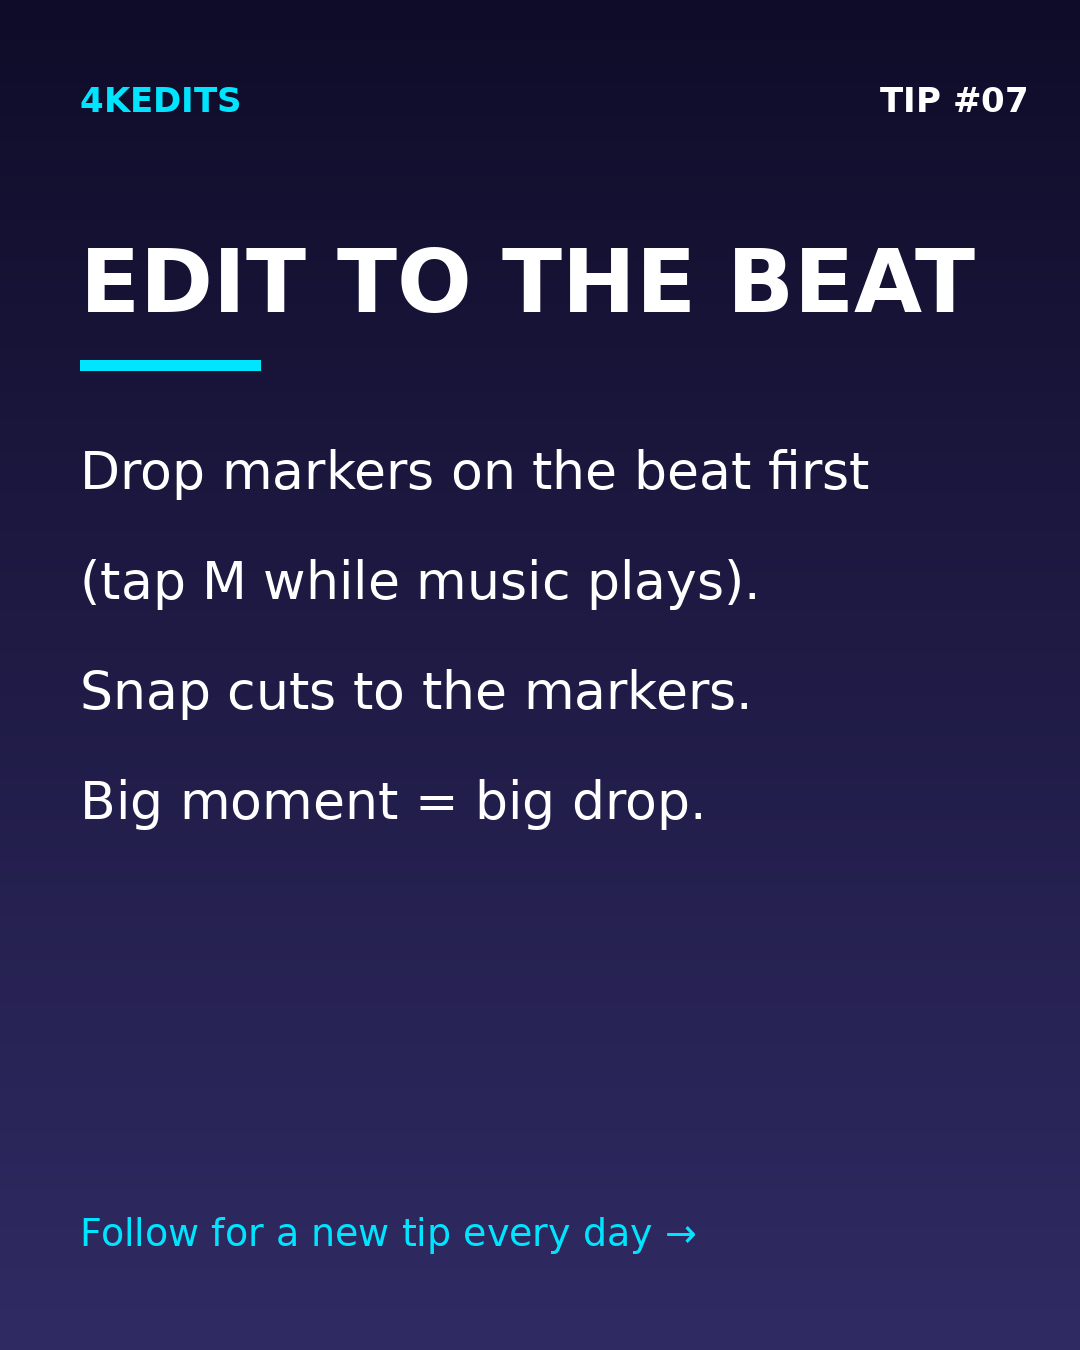 4KEDITS
TIP #07
EDIT TO THE BEAT
Drop markers on the beat first
(tap M while music plays).
Snap cuts to the markers.
Big moment = big drop.
Follow for a new tip every day →